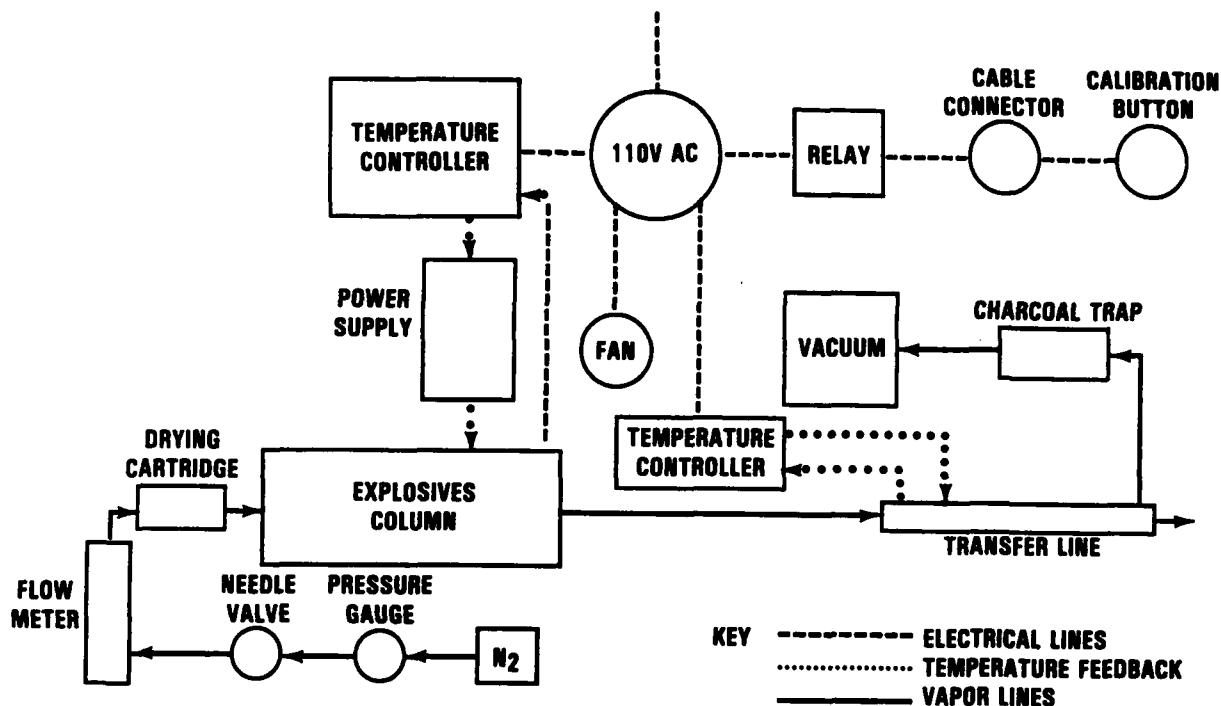 CABLE
CONNECTOR
CALIBRATION
BUTTON
TEMPERATURE
CONTROLLER
110V AC
RELAY
POWER
SUPPLY
FAN
VACUUM
CHARCOAL TRAP
DRYING
CARTRIDGE
TEMPERATURE
CONTROLLER
EXPLOSIVES
COLUMN
TRANSFER LINE
FLOW
METER
NEEDLE
VALVE
PRESSURE
GAUGE
N2
KEY
ELECTRICAL LINES
TEMPERATURE FEEDBACK
VAPOR LINES